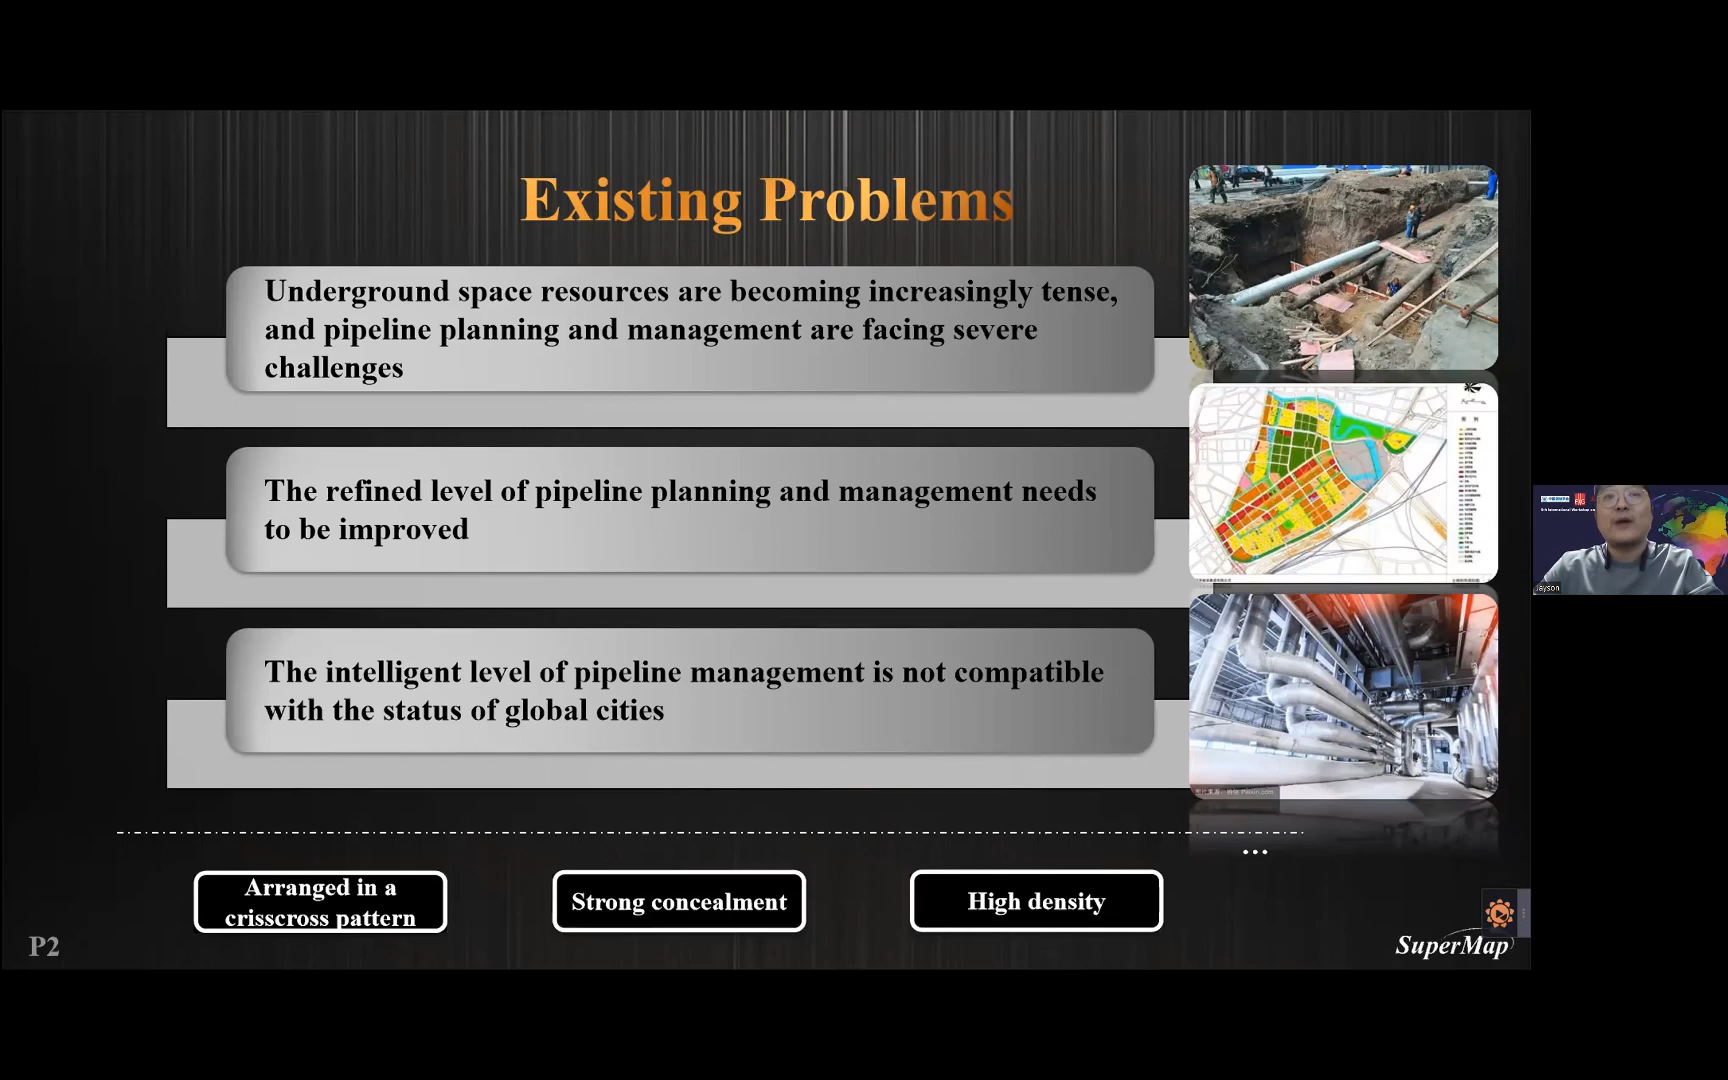 Existing Problems
Underground space resources are becoming increasingly tense,
and pipeline planning and management are facing severe
challenges
The refined level of pipeline planning and management needs
to be improved
The intelligent level of pipeline management is not compatible
with the status of global cities
...
Arranged in a
crisscross pattern
Strong concealment
High density
P2
SuperMap
Jayson